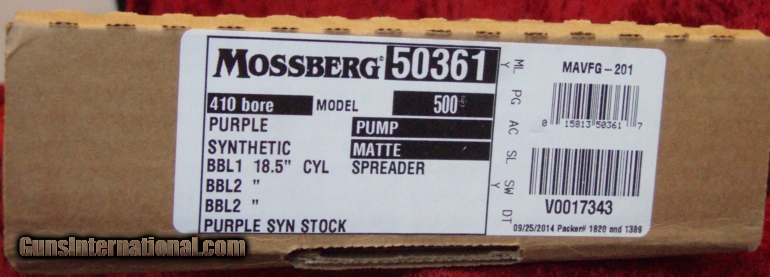 MOSSBERG® 50361
410 bore MODEL 500
PURPLE PUMP
SYNTHETIC MATTE
BBL1 18.5" CYL SPREADER
BBL2 "
BBL2 "
PURPLE SYN STOCK
ML PG AC SL SW DT
Y Y
MAVFG-201
0 15813 50361 7
V0017343
09/25/2014 Packer# 1820 and 1389
GunsInternational.com